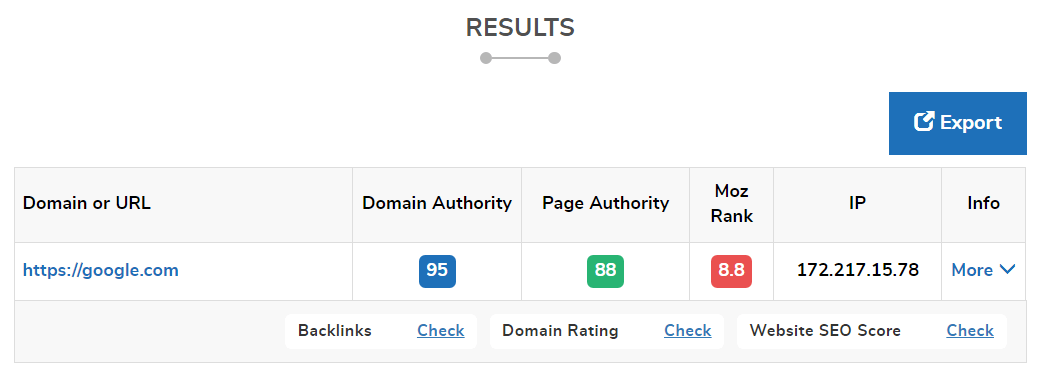 RESULTS
Export
Domain or URL
Domain Authority
Page Authority
Moz
Rank
IP
Info
https://google.com
95
88
8.8
172.217.15.78
More
Backlinks
Check
Domain Rating
Check
Website SEO Score
Check